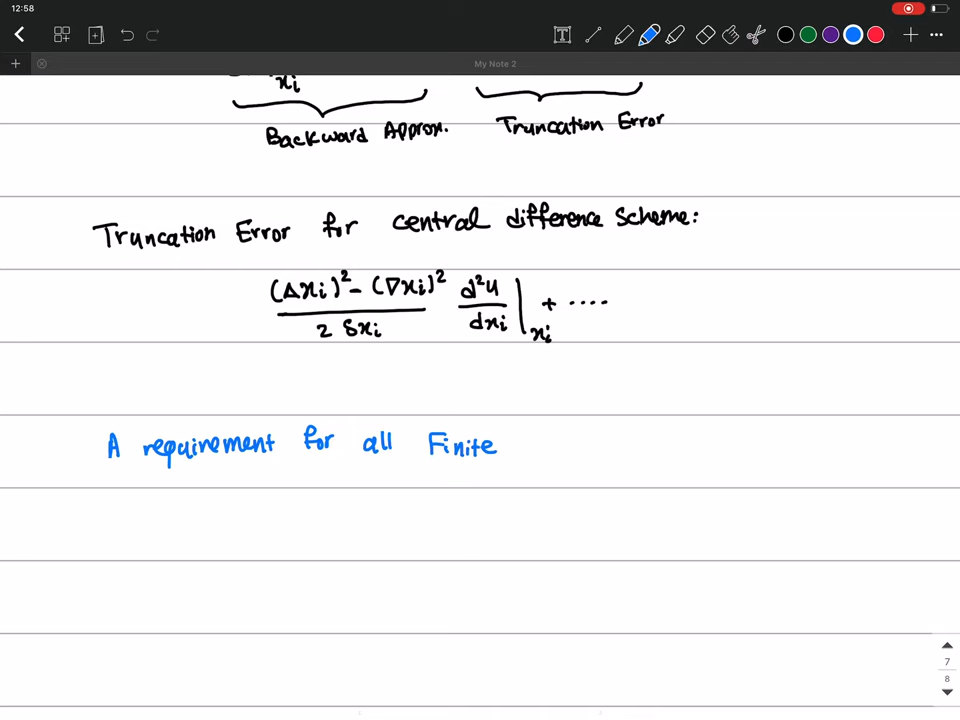 12:58
My Note 2
xi
Backward Approx. Truncation Error
Truncation Error for central difference scheme:
(Δxi)² - (∇xi)² d²u
2 δxi dxi | xi + ....
A requirement for all Finite
7
8